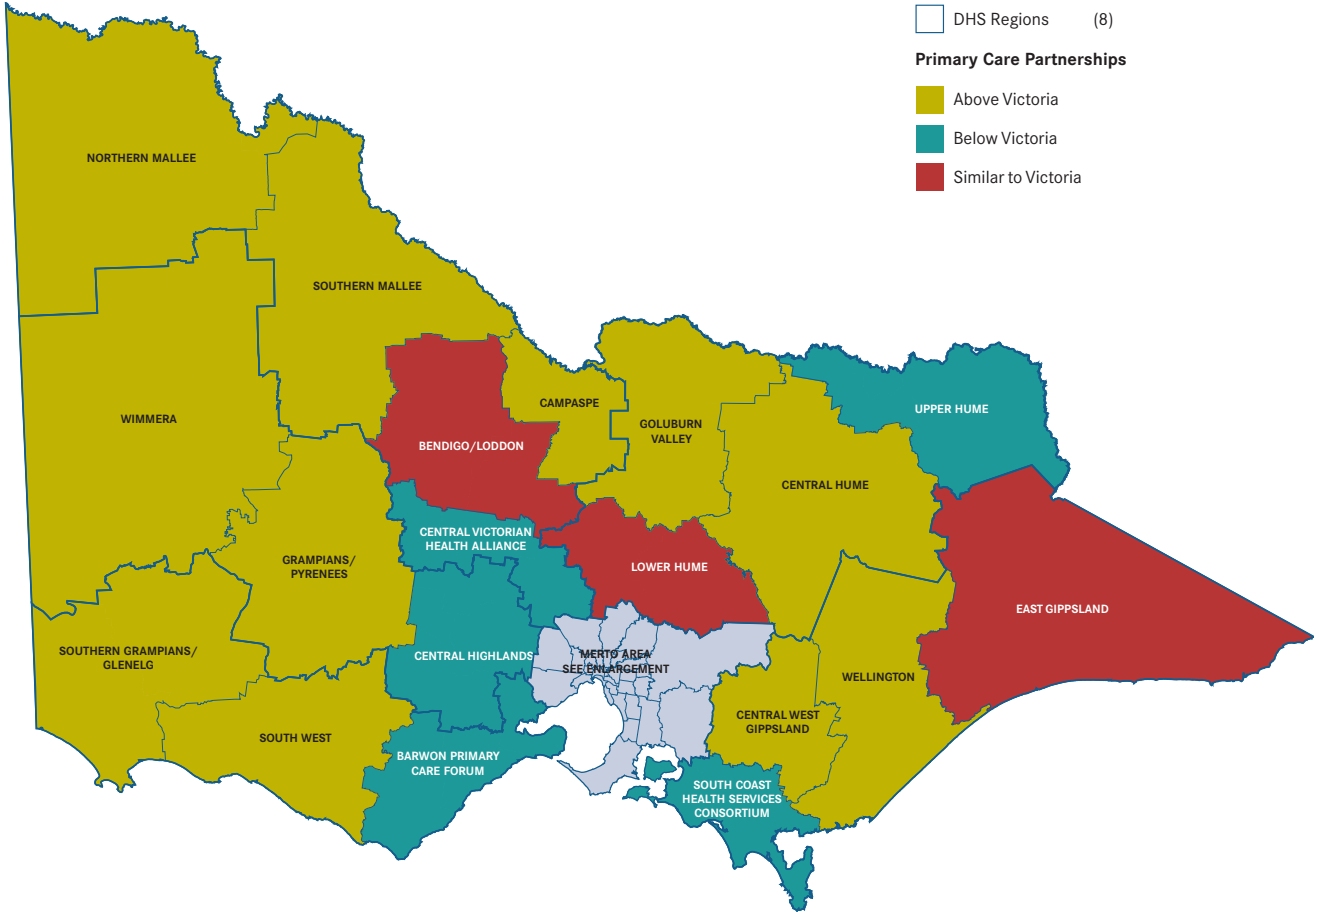 DHS Regions (8)
Primary Care Partnerships
Above Victoria
Below Victoria
Similar to Victoria
NORTHERN MALLEE
SOUTHERN MALLEE
WIMMERA
CAMPASPE
GOLUBURN
VALLEY
UPPER HUME
BENDIGO/LODDON
CENTRAL HUME
CENTRAL VICTORIAN
HEALTH ALLIANCE
GRAMPIANS/
PYRENEES
LOWER HUME
EAST GIPPSLAND
SOUTHERN GRAMPIANS/
GLENELG
CENTRAL HIGHLANDS
MERTO AREA
SEE ENLARGEMENT
WELLINGTON
CENTRAL WEST
GIPPSLAND
SOUTH WEST
BARWON PRIMARY
CARE FORUM
SOUTH COAST
HEALTH SERVICES
CONSORTIUM